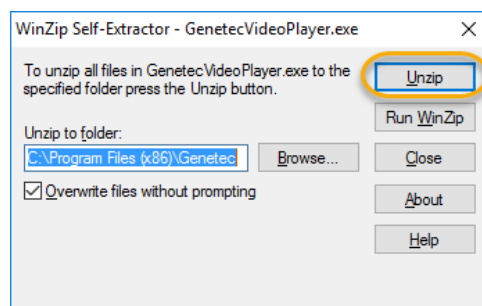 WinZip Self-Extractor - GenetecVideoPlayer.exe
To unzip all files in GenetecVideoPlayer.exe to the
specified folder press the Unzip button.
Unzip to folder:
C:\Program Files (x86)\Genetec
Browse...
Overwrite files without prompting
Unzip
Run WinZip
Close
About
Help